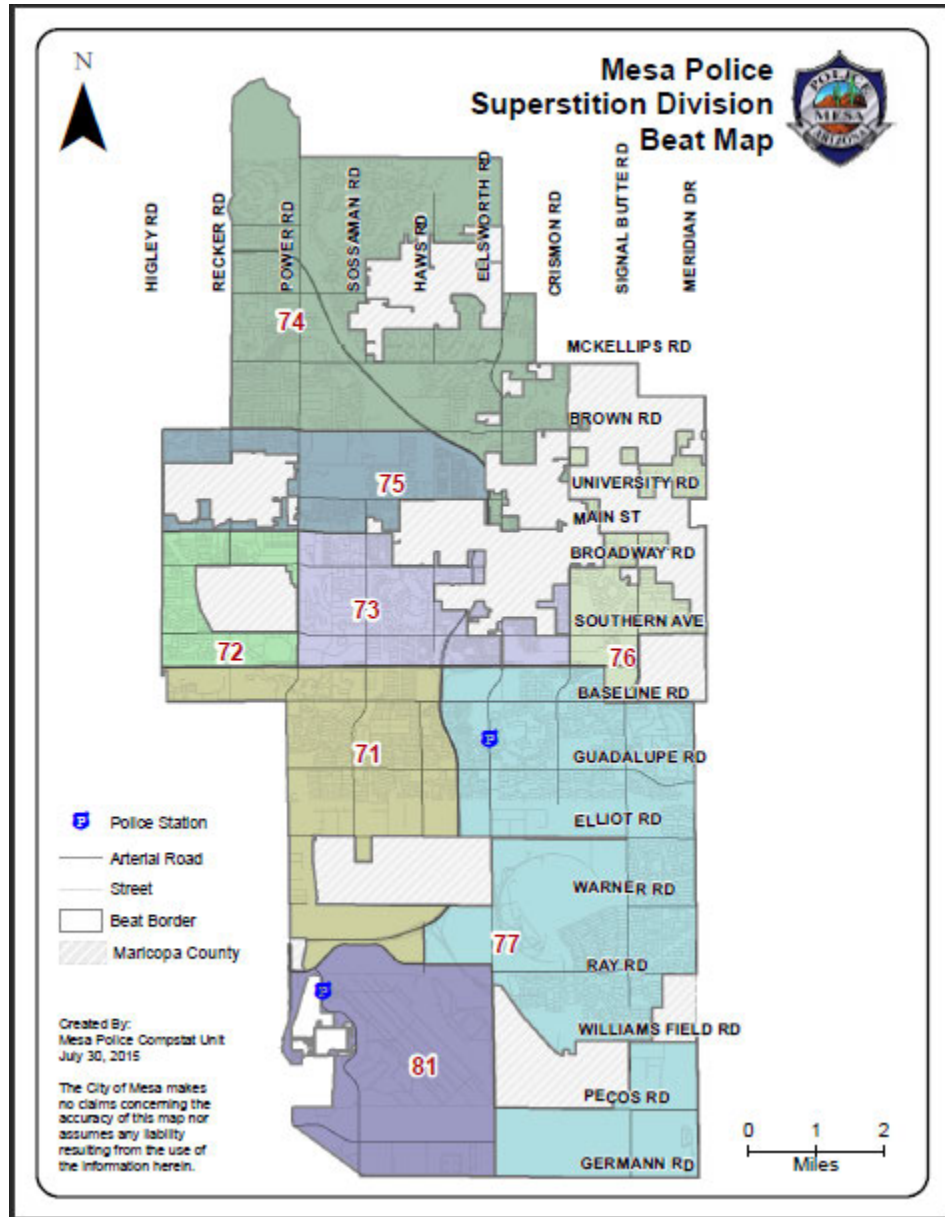 N
Mesa Police
Superstition Division
Beat Map
POLICE
MESA
ARIZONA
HIGLEY RD
RECKER RD
POWER RD
SOSSAMAN RD
HAWS RD
ELLSWORTH RD
CRISMON RD
SIGNAL BUTTE RD
MERIDIAN DR
74
MCKELLIPS RD
BROWN RD
75
UNIVERSITY RD
MAIN ST
BROADWAY RD
73
SOUTHERN AVE
72
76
BASELINE RD
P
71
GUADALUPE RD
ELLIOT RD
WARNER RD
77
RAY RD
P
WILLIAMS FIELD RD
81
PECOS RD
GERMANN RD
P Police Station
Arterial Road
Street
Beat Border
Maricopa County
Created By:
Mesa Police Compstat Unit
July 30, 2015
The City of Mesa makes
no claims concerning the
accuracy of this map nor
assumes any liability
resulting from the use of
the information herein.
0 1 2
Miles